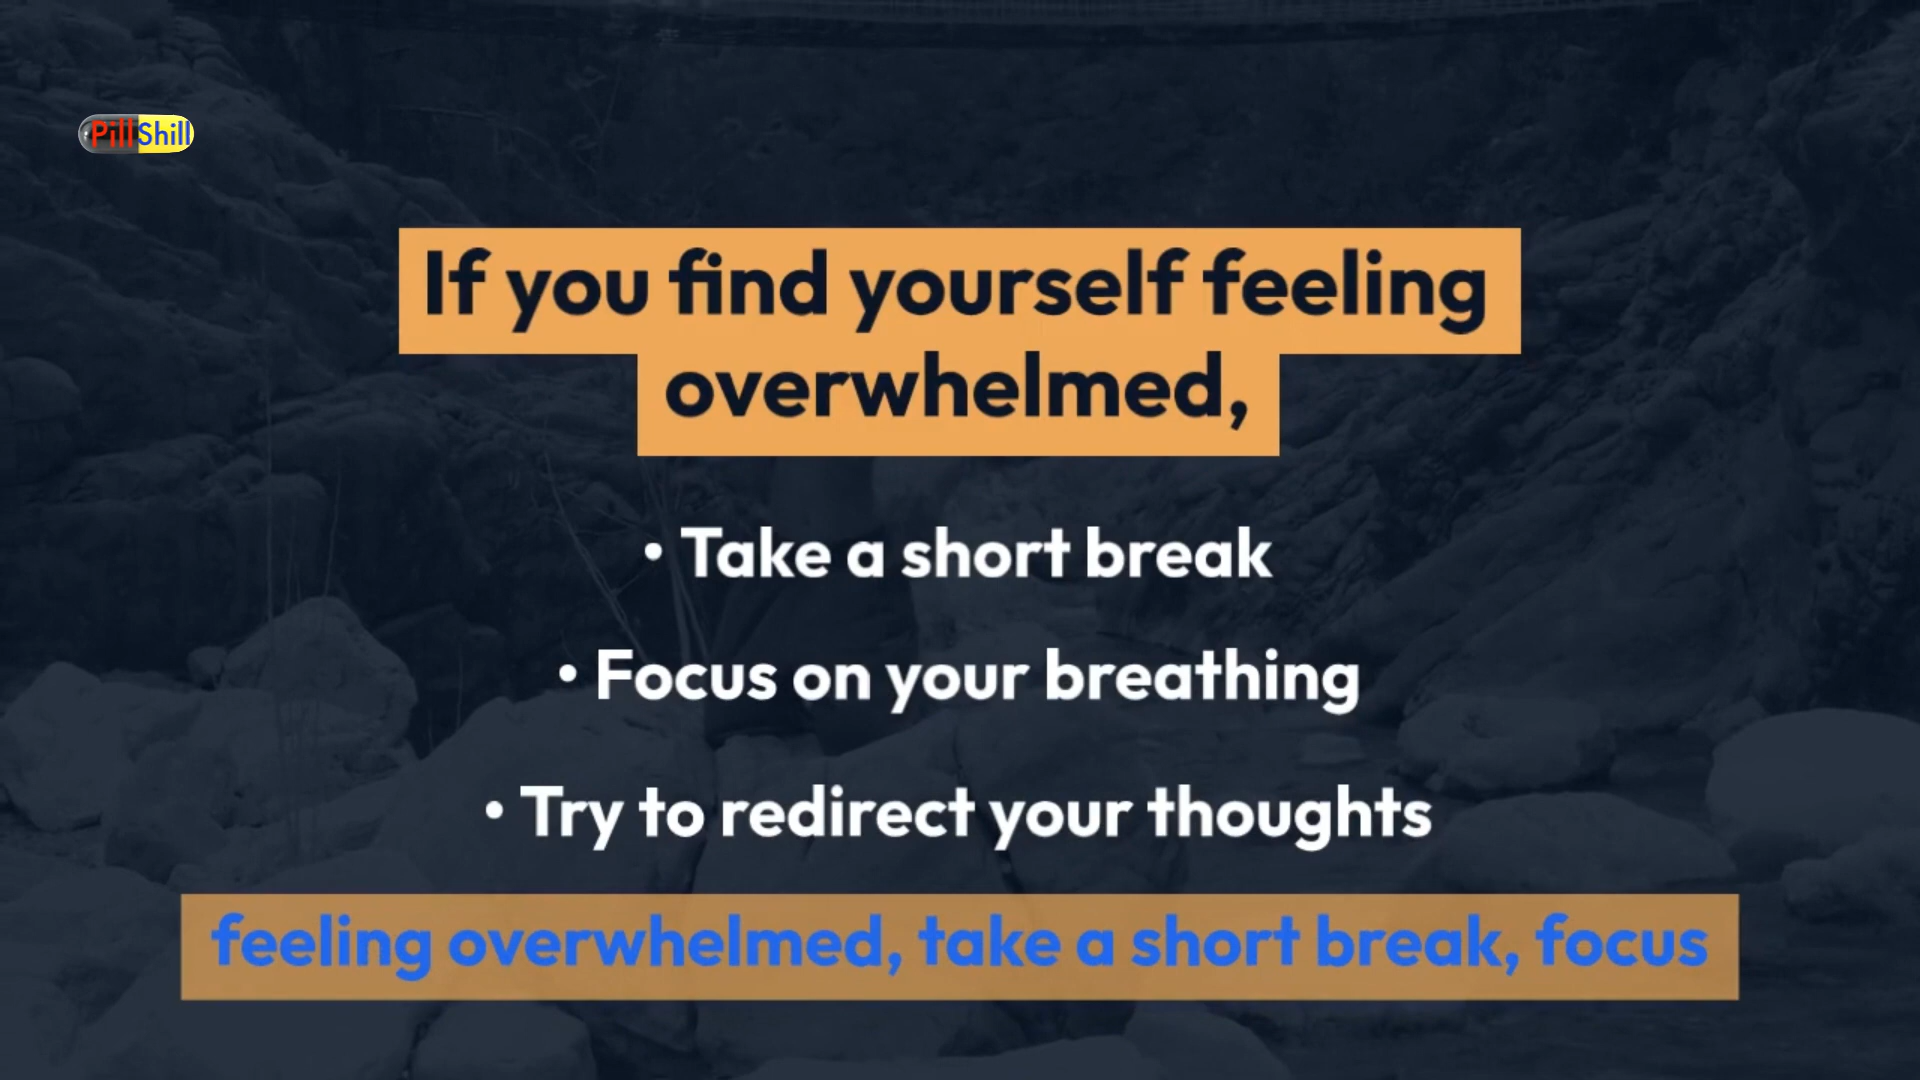 PillShill
If you find yourself feeling
overwhelmed,
• Take a short break
• Focus on your breathing
• Try to redirect your thoughts
feeling overwhelmed, take a short break, focus